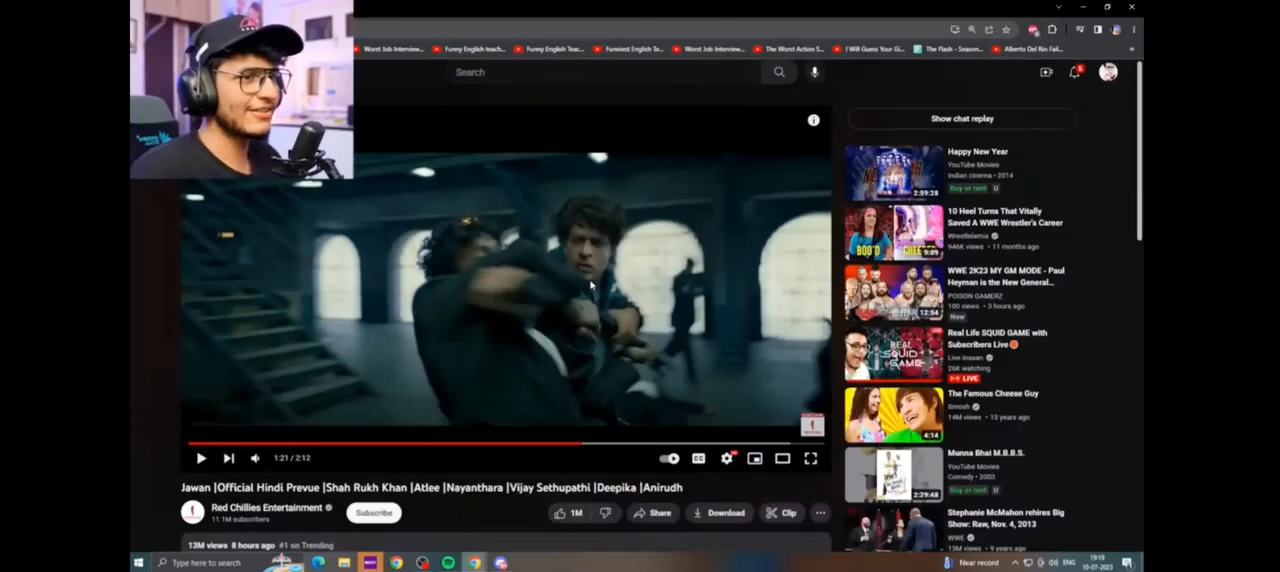 Worst Job Interview...
Funny English teach...
Funny English Teac...
Funniest English Te...
Worst Job Interview...
The Worst Action S...
I Will Guess Your Gi...
The Flash - Season...
Alberto Del Rio Fail...
»
Search
5
Show chat replay
Happy New Year
YouTube Movies
Indian cinema • 2014
Buy or rent U
2:59:28
10 Heel Turns That Vitally
Saved A WWE Wrestler's Career
Wrestlelamia
946K views • 11 months ago
BOO'D
CHEERED
9:09
WWE 2K23 MY GM MODE - Paul
Heyman is the New General...
POISON GAMERZ
100 views • 3 hours ago
New
12:54
Real Life SQUID GAME with
Subscribers Live
Live Insaan
26K watching
LIVE
REAL
SQUID
GAME
The Famous Cheese Guy
Smosh
14M views • 13 years ago
4:14
Munna Bhai M.B.B.S.
YouTube Movies
Comedy • 2003
Buy or rent U
2:29:48
Stephanie McMahon rehires Big
Show: Raw, Nov. 4, 2013
WWE
13M views • 9 years ago
1:21 / 2:12
CC
Jawan |Official Hindi Prevue |Shah Rukh Khan |Atlee |Nayanthara |Vijay Sethupathi |Deepika |Anirudh
Red Chillies Entertainment
11.1M subscribers
Subscribe
1M
Share
Download
Clip
13M views 8 hours ago #1 on Trending
Type here to search
Near record
ENG
19:19
10-07-2023